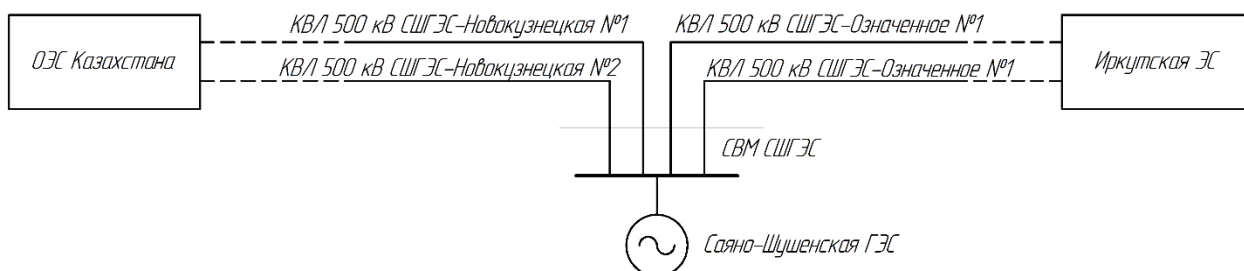 КВЛ 500 кВ СШГЭС-Новокузнецкая №1
КВЛ 500 кВ СШГЭС-Означенное №1
ОЭС Казахстана
КВЛ 500 кВ СШГЭС-Новокузнецкая №2
КВЛ 500 кВ СШГЭС-Означенное №1
Иркутская ЭС
СВМ СШГЭС
Саяно-Шушенская ГЭС